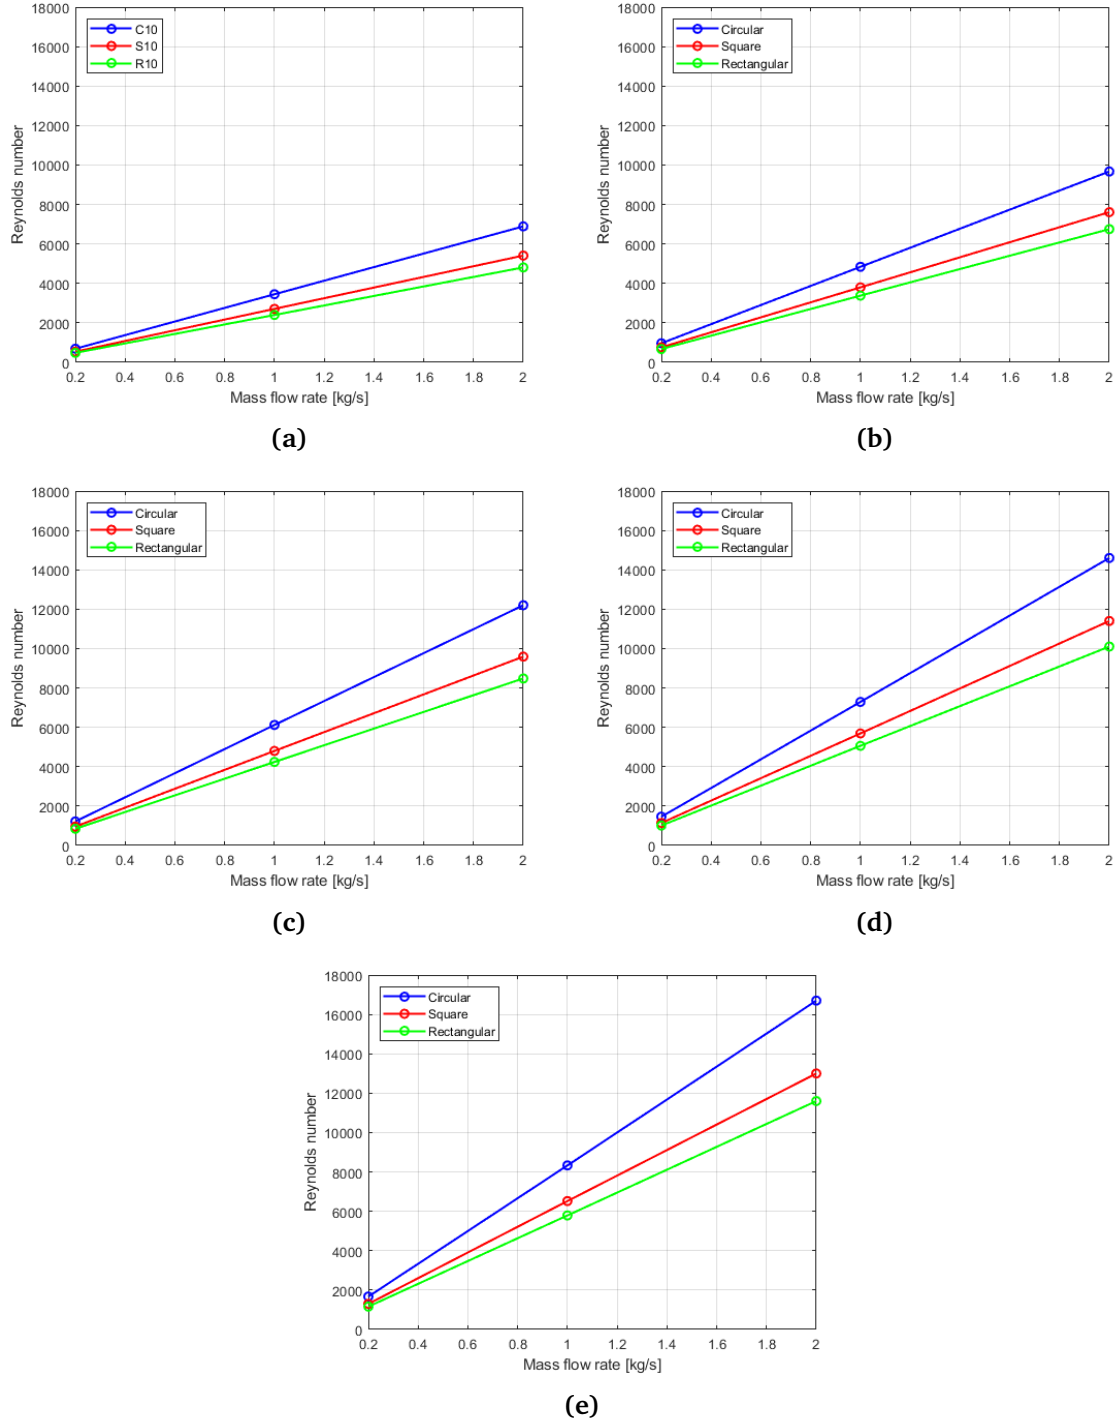 18000
16000
14000
12000
10000
8000
6000
4000
2000
0
Reynolds number
C10
S10
R10
0.2 0.4 0.6 0.8 1 1.2 1.4 1.6 1.8 2
Mass flow rate [kg/s]
(a)
18000
16000
14000
12000
10000
8000
6000
4000
2000
0
Reynolds number
Circular
Square
Rectangular
0.2 0.4 0.6 0.8 1 1.2 1.4 1.6 1.8 2
Mass flow rate [kg/s]
(b)
18000
16000
14000
12000
10000
8000
6000
4000
2000
0
Reynolds number
Circular
Square
Rectangular
0.2 0.4 0.6 0.8 1 1.2 1.4 1.6 1.8 2
Mass flow rate [kg/s]
(c)
18000
16000
14000
12000
10000
8000
6000
4000
2000
0
Reynolds number
Circular
Square
Rectangular
0.2 0.4 0.6 0.8 1 1.2 1.4 1.6 1.8 2
Mass flow rate [kg/s]
(d)
18000
16000
14000
12000
10000
8000
6000
4000
2000
0
Reynolds number
Circular
Square
Rectangular
0.2 0.4 0.6 0.8 1 1.2 1.4 1.6 1.8 2
Mass flow rate [kg/s]
(e)